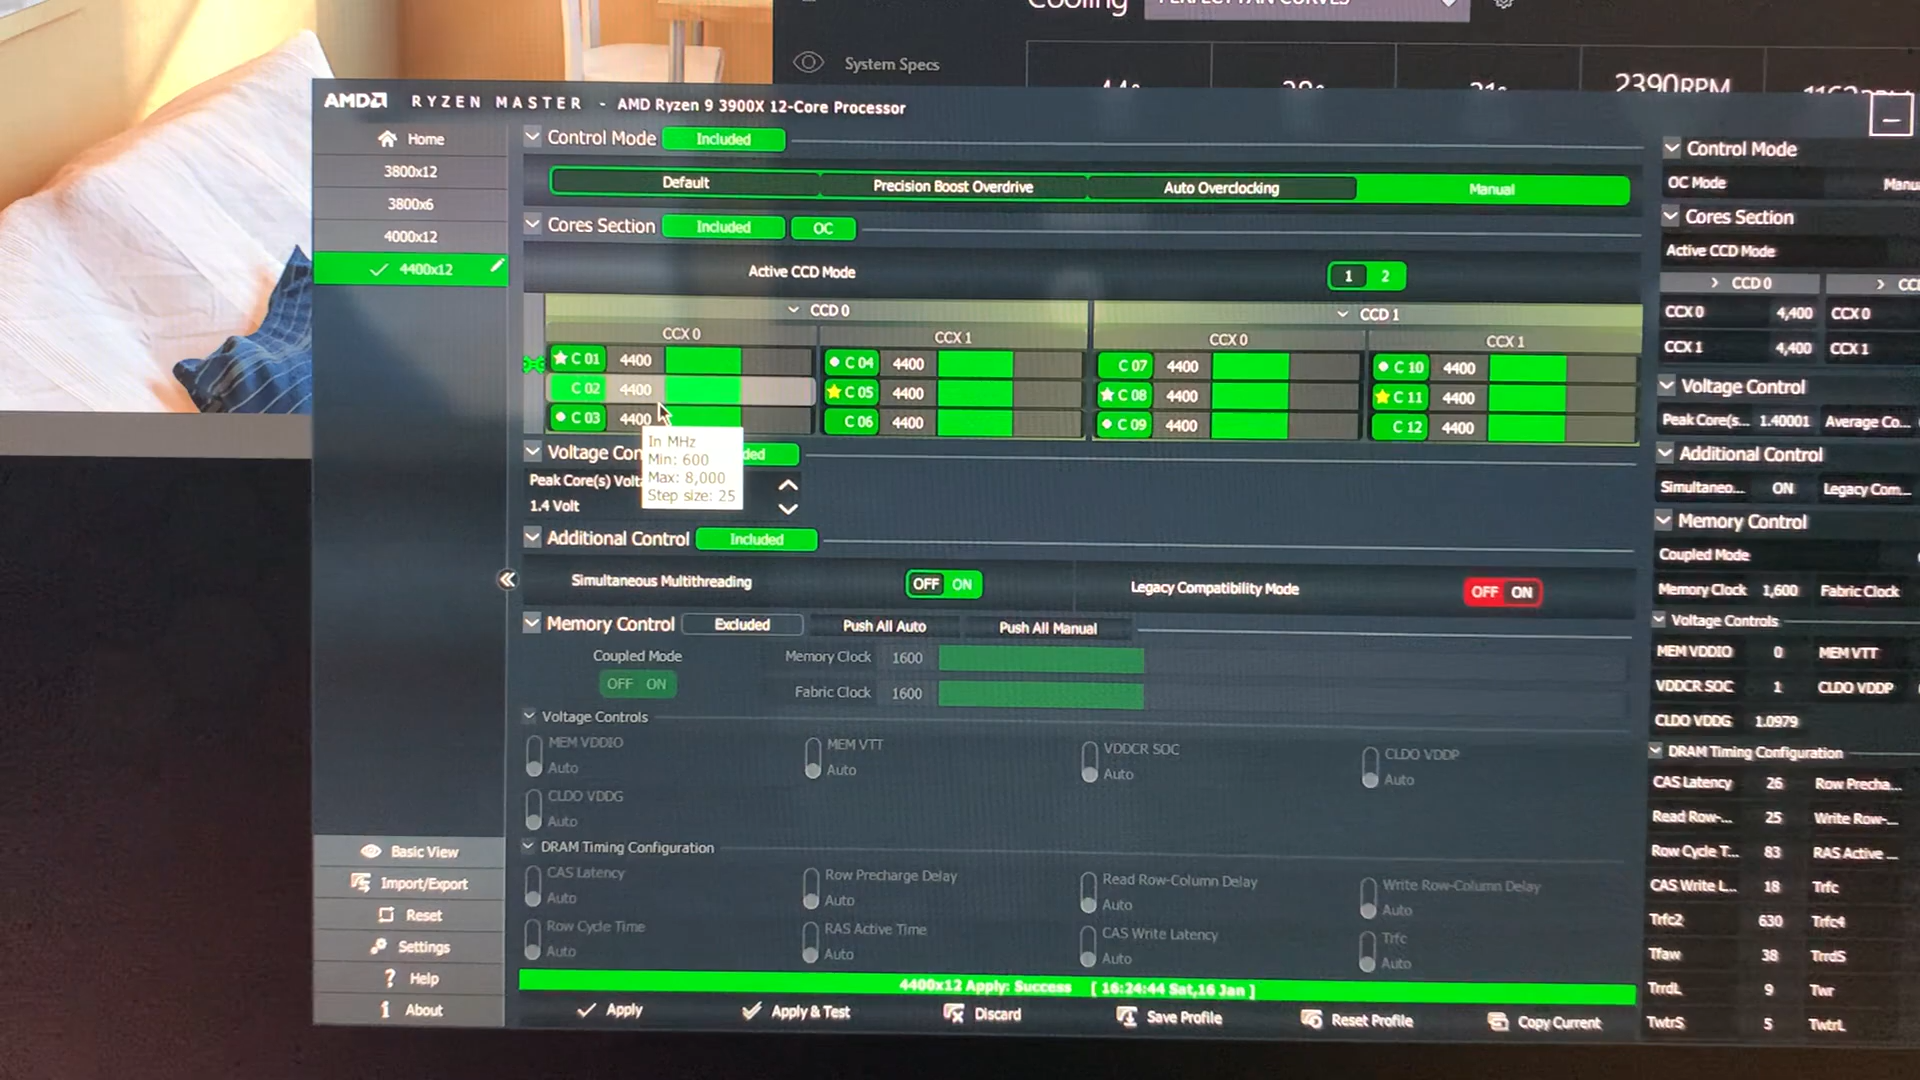 Cooling
PERFECT FAN CURVES
System Specs
2390RPM
AMD RYZEN MASTER - AMD Ryzen 9 3900X 12-Core Processor
Home
3800x12
3800x6
4000x12
4400x12
Control Mode Included
Default Precision Boost Overdrive Auto Overclocking Manual
Cores Section Included OC
Active CCD Mode 1 2
CCD 0 CCD 1
CCX 0 CCX 1 CCX 0 CCX 1
C 01 4400 C 04 4400 C 07 4400 C 10 4400
C 02 4400 C 05 4400 C 08 4400 C 11 4400
C 03 4400 C 06 4400 C 09 4400 C 12 4400
In MHz
Min: 600
Max: 8,000
Step size: 25
Voltage Con ded
Peak Core(s) Volta
1.4 Volt
Additional Control Included
Simultaneous Multithreading OFF ON Legacy Compatibility Mode OFF ON
Memory Control Excluded Push All Auto Push All Manual
Coupled Mode Memory Clock 1600
OFF ON Fabric Clock 1600
Voltage Controls
MEM VDDIO MEM VTT VDDCR SOC CLDO VDDP
Auto Auto Auto Auto
CLDO VDDG
Auto
DRAM Timing Configuration
CAS Latency Row Precharge Delay Read Row-Column Delay Write Row-Column Delay
Auto Auto Auto Auto
Row Cycle Time RAS Active Time CAS Write Latency Trfc
Auto Auto Auto Auto
4400x12 Apply: Success [ 16:24:44 Sat,16 Jan ]
Apply Apply & Test Discard Save Profile Reset Profile Copy Current
Basic View
Import/Export
Reset
Settings
Help
About
Control Mode
OC Mode Manu
Cores Section
Active CCD Mode
CCD 0 CC
CCX 0 4,400 CCX 0
CCX 1 4,400 CCX 1
Voltage Control
Peak Core(s... 1.40001 Average Co...
Additional Control
Simultaneo... ON Legacy Com...
Memory Control
Coupled Mode
Memory Clock 1,600 Fabric Clock
Voltage Controls
MEM VDDIO 0 MEM VTT
VDDCR SOC 1 CLDO VDDP
CLDO VDDG 1.0979
DRAM Timing Configuration
CAS Latency 26 Row Precha...
Read Row-... 25 Write Row-...
Row Cycle T... 83 RAS Active ...
CAS Write L... 18 Trfc
Trfc2 630 Trfc4
Tfaw 38 TrrdS
TrrdL 9 Twr
TwtrS 5 TwtrL